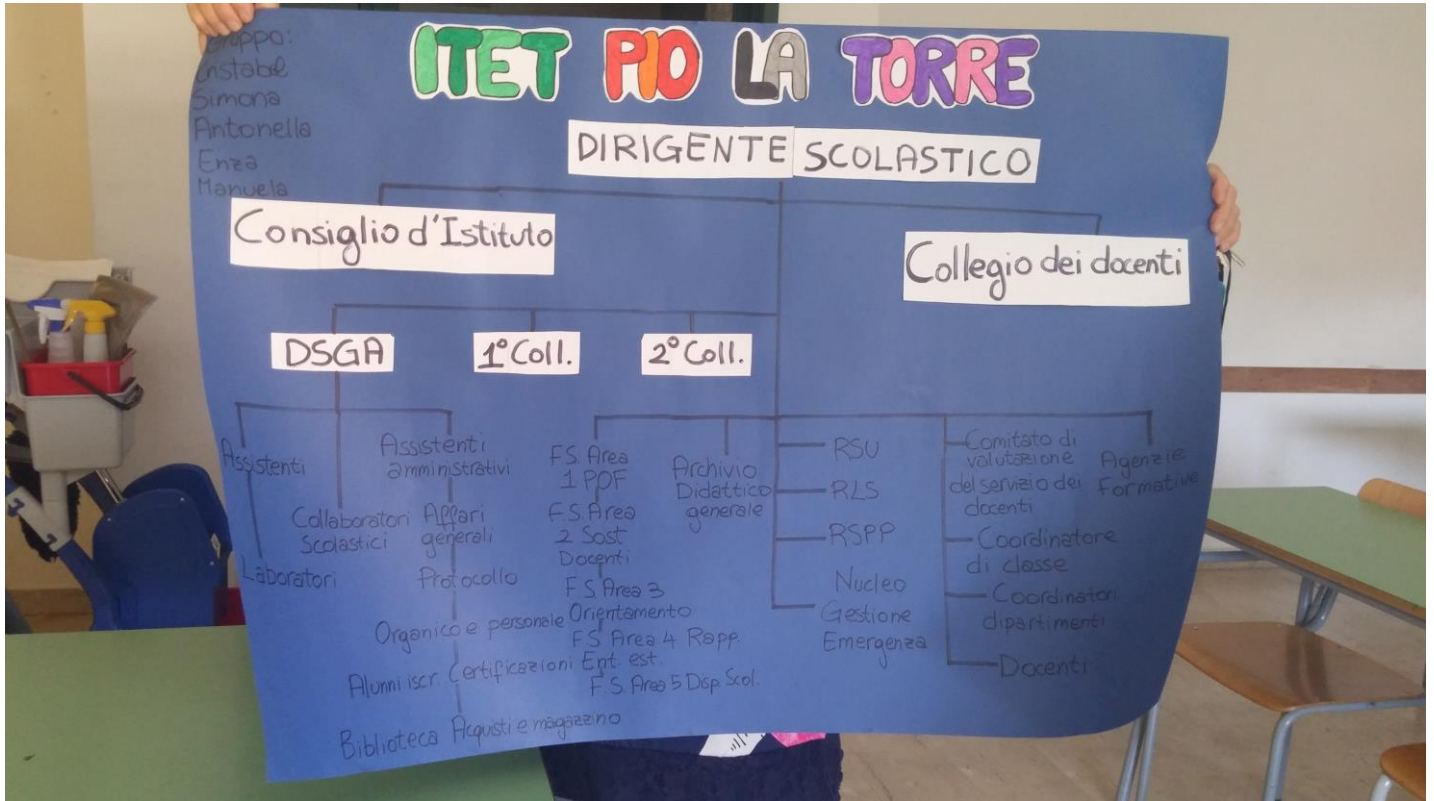 ITET PIO LA TORRE
Gruppo:
Cristabel
Simona
Antonella
Enza
Manuela
DIRIGENTE SCOLASTICO
Consiglio d'Istituto
Collegio dei docenti
DSGA
1° Coll.
2° Coll.
Assistenti
Laboratori
Collaboratori
Scolastici
Assistenti
amministrativi
Affari
generali
Protocollo
Organico e personale
Alunni iscr. Certificazioni
Biblioteca Acquisti e magazzino
F.S. Area
1 POF
F.S. Area
2 Sost
Docenti
F.S. Area 3
Orientamento
F.S. Area 4 Rapp.
Ent. est.
F.S. Area 5 Disp. Scol.
Archivio
Didattico
generale
RSU
RLS
RSPP
Nucleo
Gestione
Emergenza
Comitato di
valutazione
del servizio dei
docenti
Coordinatore
di classe
Coordinatori
dipartimenti
Docenti
Agenzie
Formative